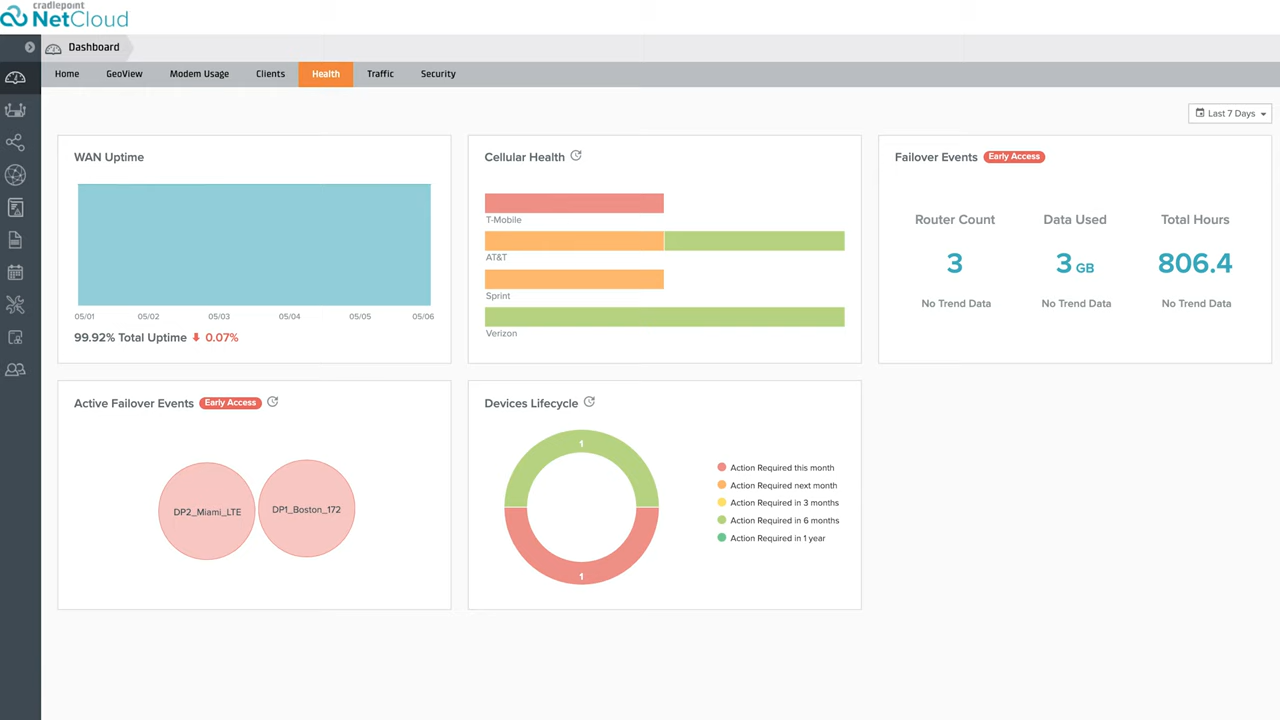 cradlepoint
NetCloud
Dashboard
Home GeoView Modem Usage Clients Health Traffic Security
Last 7 Days
WAN Uptime
05/01 05/02 05/03 05/04 05/05 05/06
99.92% Total Uptime 0.07%
Cellular Health
T-Mobile
AT&T
Sprint
Verizon
Failover Events Early Access
Router Count Data Used Total Hours
3 3 GB 806.4
No Trend Data No Trend Data No Trend Data
Active Failover Events Early Access
DP2_Miami_LTE DP1_Boston_172
Devices Lifecycle
1
1
Action Required this month
Action Required next month
Action Required in 3 months
Action Required in 6 months
Action Required in 1 year